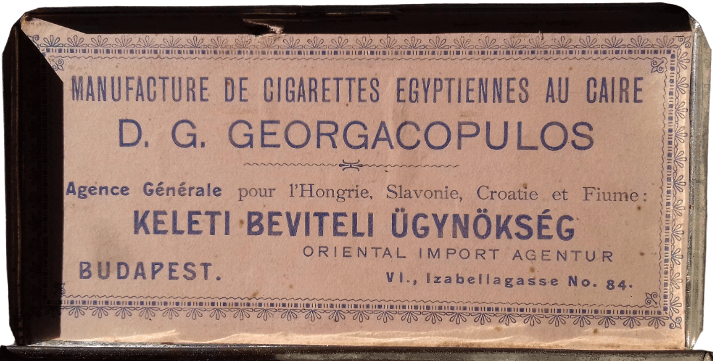 MANUFACTURE DE CIGARETTES EGYPTIENNES AU CAIRE
D. G. GEORGACOPULOS
Agence Générale pour l'Hongrie, Slavonie, Croatie et Fiume:
KELETI BEVITELI ÜGYNÖKSÉG
ORIENTAL IMPORT AGENTUR
BUDAPEST.
VI., Izabellagasse No. 84.